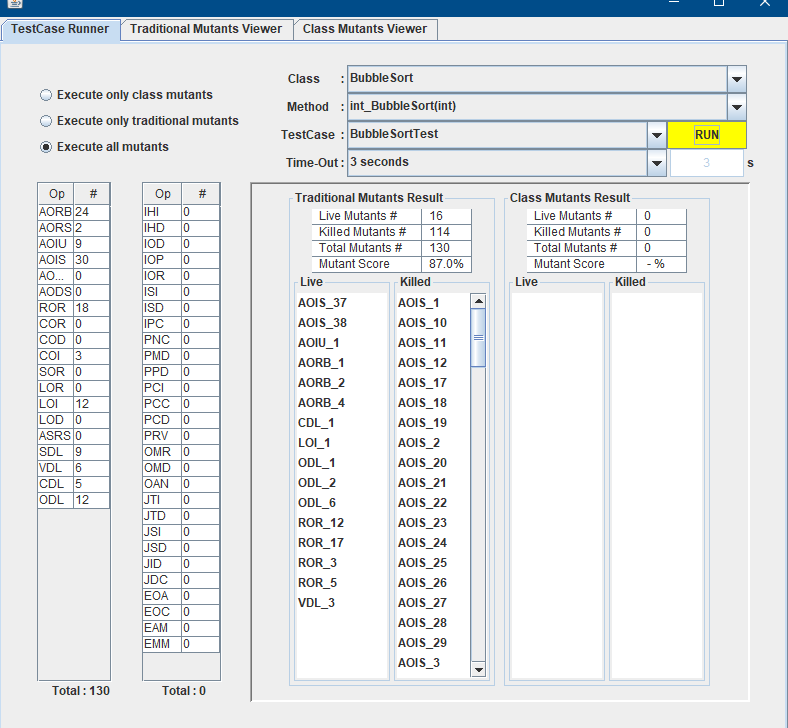 TestCase Runner Traditional Mutants Viewer Class Mutants Viewer
Execute only class mutants
Execute only traditional mutants
Execute all mutants
Class : BubbleSort
Method : int_BubbleSort(int)
TestCase : BubbleSortTest RUN
Time-Out : 3 seconds 3 s
Op #
AORB 24
AORS 2
AOIU 9
AOIS 30
AO... 0
AODS 0
ROR 18
COR 0
COD 0
COI 3
SOR 0
LOR 0
LOI 12
LOD 0
ASRS 0
SDL 9
VDL 6
CDL 5
ODL 12
Total : 130
Op #
IHI 0
IHD 0
IOD 0
IOP 0
IOR 0
ISI 0
ISD 0
IPC 0
PNC 0
PMD 0
PPD 0
PCI 0
PCC 0
PCD 0
PRV 0
OMR 0
OMD 0
OAN 0
JTI 0
JTD 0
JSI 0
JSD 0
JID 0
JDC 0
EOA 0
EOC 0
EAM 0
EMM 0
Total : 0
Traditional Mutants Result
Live Mutants # 16
Killed Mutants # 114
Total Mutants # 130
Mutant Score 87.0%
Live
AOIS_37
AOIS_38
AOIU_1
AORB_1
AORB_2
AORB_4
CDL_1
LOI_1
ODL_1
ODL_2
ODL_6
ROR_12
ROR_17
ROR_3
ROR_5
VDL_3
Killed
AOIS_1
AOIS_10
AOIS_11
AOIS_12
AOIS_17
AOIS_18
AOIS_19
AOIS_2
AOIS_20
AOIS_21
AOIS_22
AOIS_23
AOIS_24
AOIS_25
AOIS_26
AOIS_27
AOIS_28
AOIS_29
AOIS_3
Class Mutants Result
Live Mutants # 0
Killed Mutants # 0
Total Mutants # 0
Mutant Score - %
Live
Killed